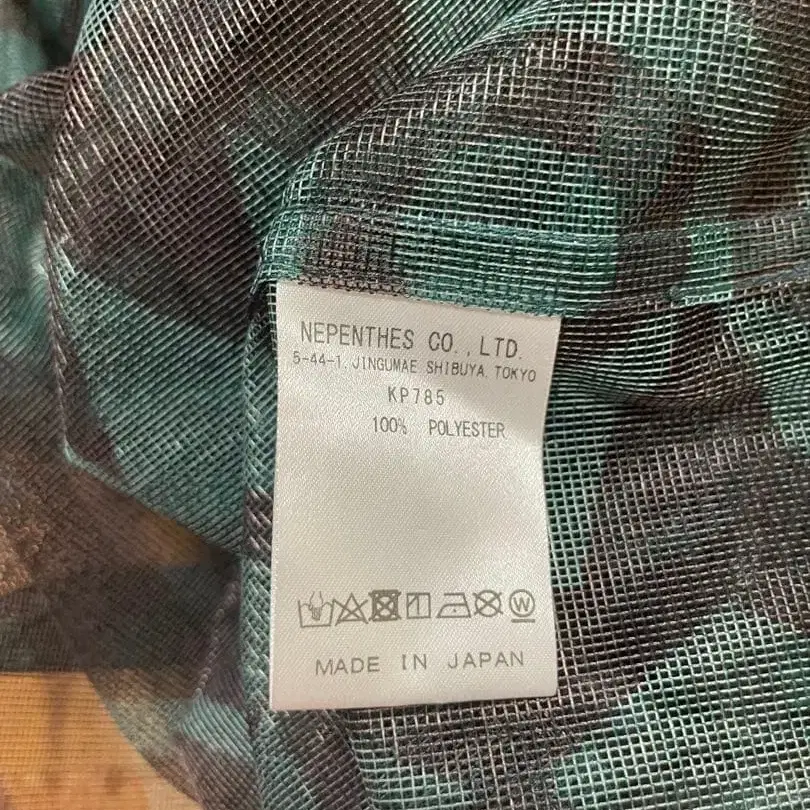 NEPENTHES CO.,LTD.
5-44-1,JINGUMAE SHIBUYA.TOKYO
KP785
100% POLYESTER
W
MADE IN JAPAN